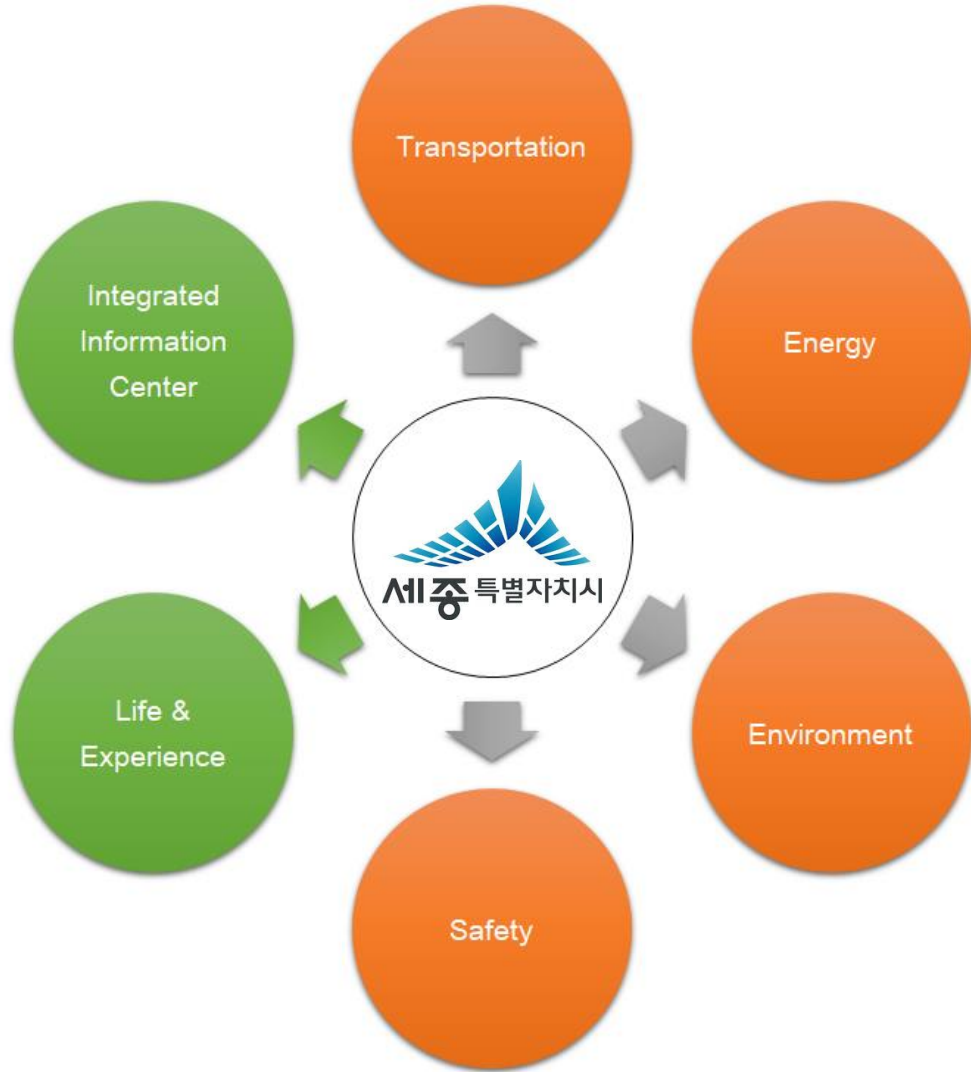 Transportation
Energy
Environment
Safety
Life &
Experience
Integrated
Information
Center
세종특별자치시